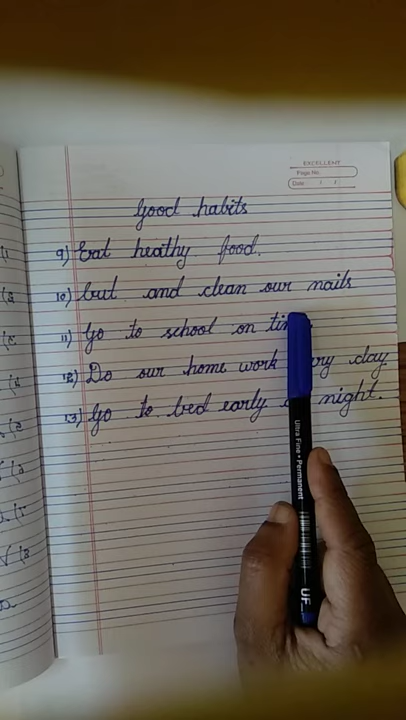 EXCELLENT
Page No.
Date / /
Good habits
9) Eat heathy food.
10) Cut and clean our nails
11) Go to school on
12) Do our home work day
13) Go to bed early night.
Ultra Fine • Permanent
UF